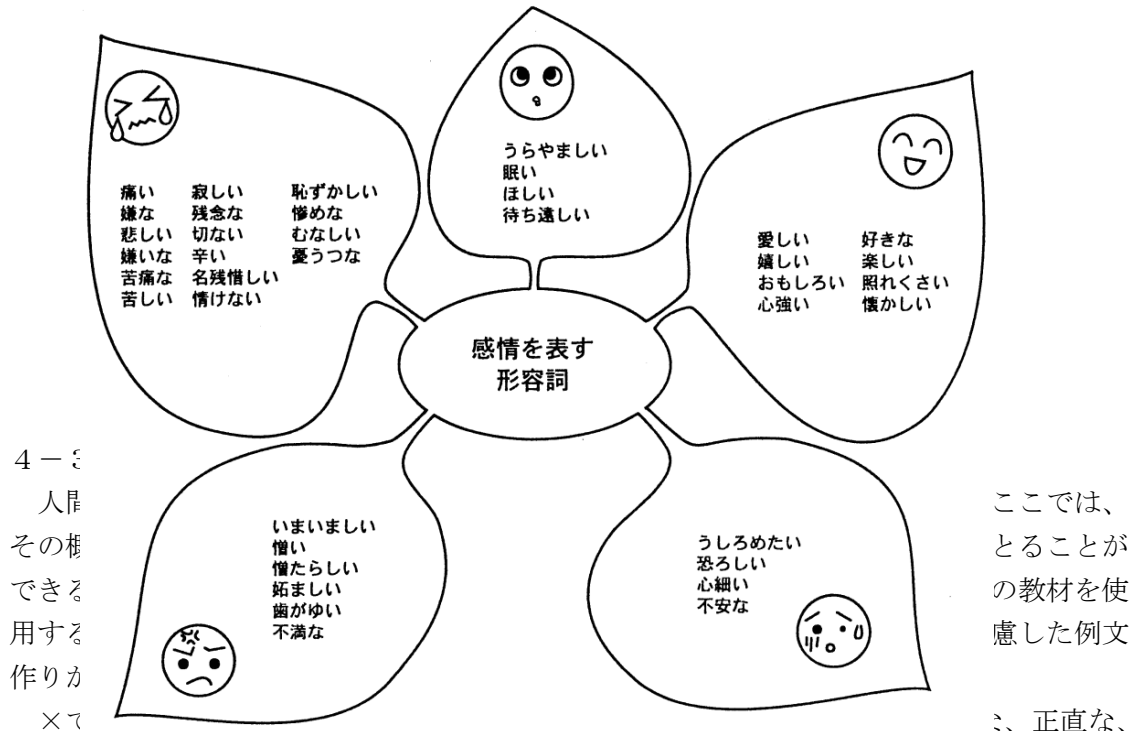 うらやましい
眠い
ほしい
待ち遠しい
痛い 寂しい 恥ずかしい
嫌な 残念な 惨めな
悲しい 切ない むなしい
嫌いな 辛い 憂うつな
苦痛な 名残惜しい
苦しい 情けない
愛しい 好きな
嬉しい 楽しい
おもしろい 照れくさい
心強い 懐かしい
感情を表す
形容詞
いまいましい
憎い
憎たらしい
妬ましい
歯がゆい
不満な
うしろめたい
恐ろしい
心細い
不安な
4－3
人間 ここでは、
その とることが
できる の教材を使
用する 慮した例文
作りが
×で 、正直な、